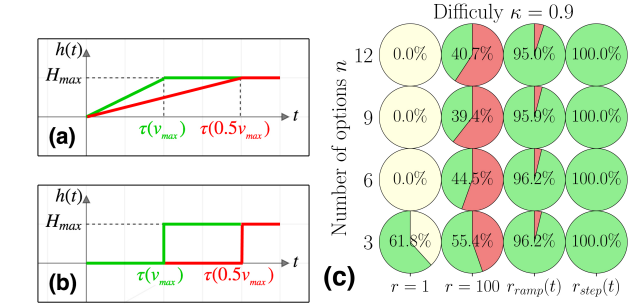 h(t)
H_max
t
τ(v_max)
τ(0.5v_max)
(a)
h(t)
H_max
t
τ(v_max)
τ(0.5v_max)
(b)
Difficuly κ = 0.9
Number of options n
12
0.0%
40.7%
95.0%
100.0%
9
0.0%
39.4%
95.9%
100.0%
6
0.0%
44.5%
96.2%
100.0%
3
61.8%
55.4%
96.2%
100.0%
(c)
r = 1
r = 100
r_ramp(t)
r_step(t)